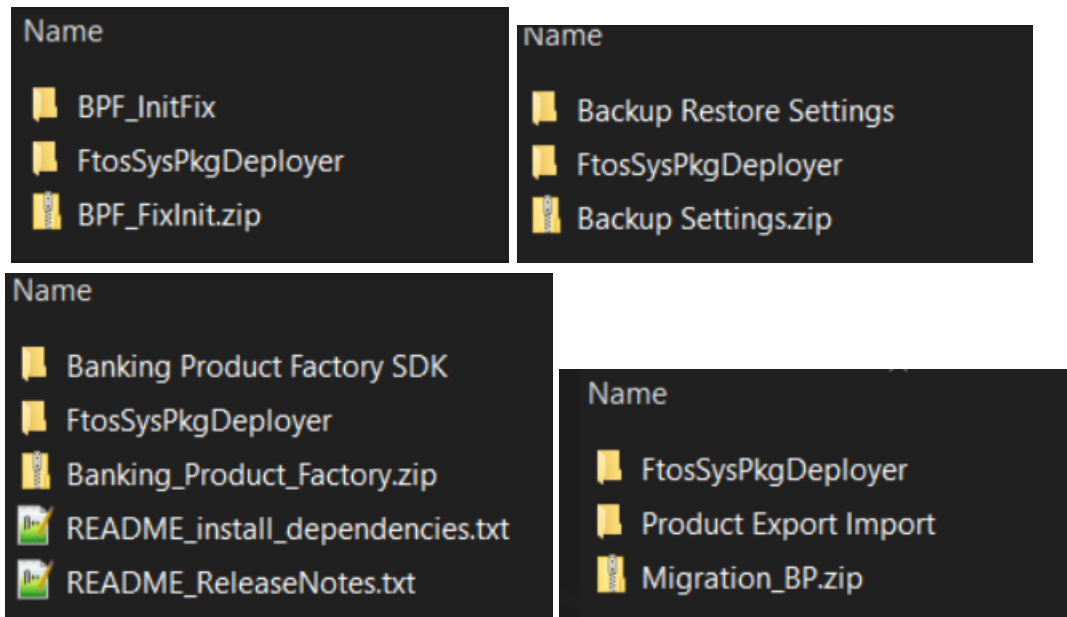 Name
BPF_InitFix
FtosSysPkgDeployer
BPF_FixInit.zip
Name
Backup Restore Settings
FtosSysPkgDeployer
Backup Settings.zip
Name
Banking Product Factory SDK
FtosSysPkgDeployer
Banking_Product_Factory.zip
README_install_dependencies.txt
README_ReleaseNotes.txt
Name
FtosSysPkgDeployer
Product Export Import
Migration_BP.zip